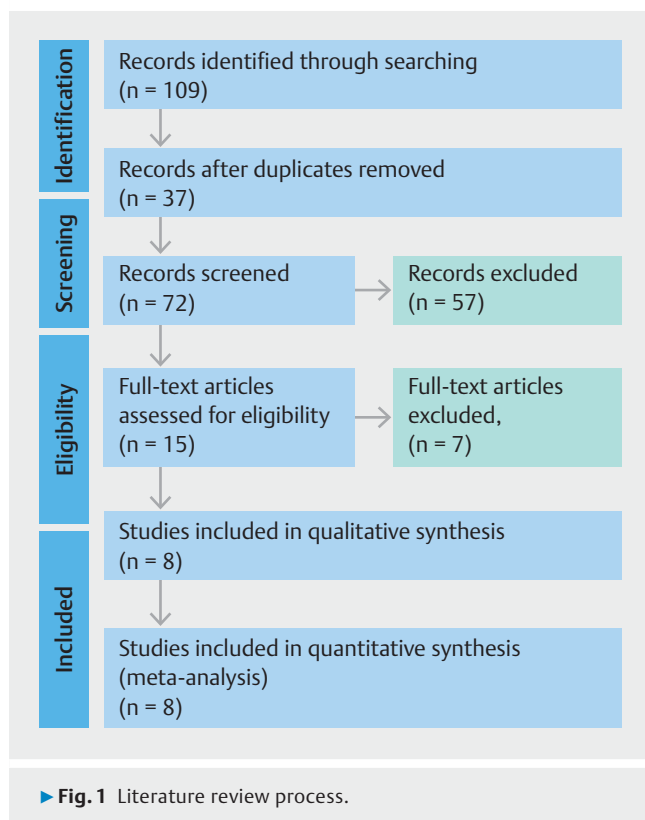 Identification
Records identified through searching
(n = 109)
Records after duplicates removed
(n = 37)
Screening
Records screened
(n = 72)
Records excluded
(n = 57)
Eligibility
Full-text articles
assessed for eligibility
(n = 15)
Full-text articles
excluded,
(n = 7)
Included
Studies included in qualitative synthesis
(n = 8)
Studies included in quantitative synthesis
(meta-analysis)
(n = 8)
▶ Fig. 1 Literature review process.